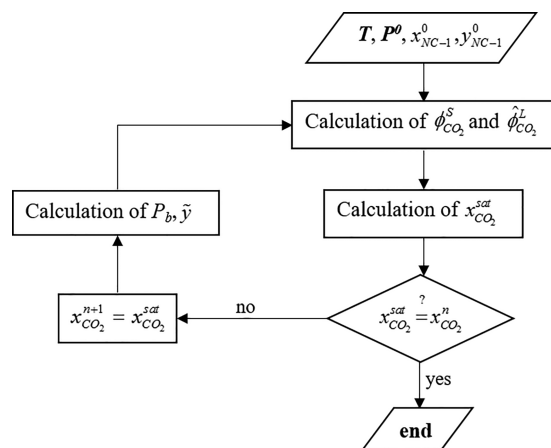 T, P⁰, x⁰_{NC-1}, y⁰_{NC-1}
Calculation of ϕ^S_{CO₂} and ϕ̂^L_{CO₂}
Calculation of x^{sat}_{CO₂}
x^{sat}_{CO₂} =? x^n_{CO₂}
no
x^{n+1}_{CO₂} = x^{sat}_{CO₂}
Calculation of P_b, ỹ
yes
end